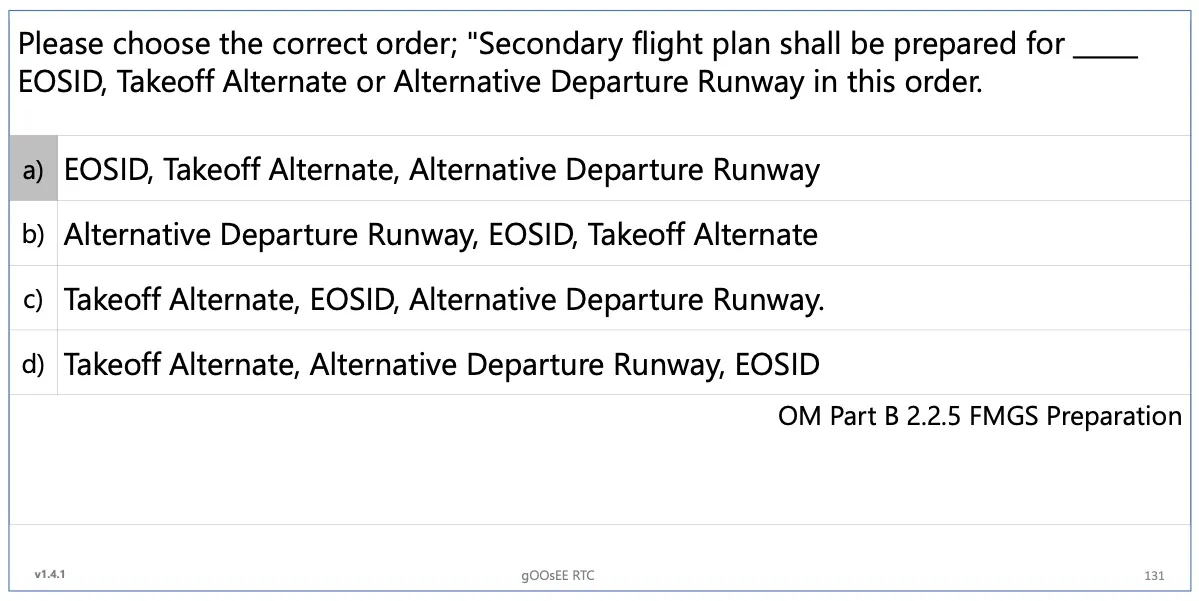 Please choose the correct order; "Secondary flight plan shall be prepared for _____
EOSID, Takeoff Alternate or Alternative Departure Runway in this order.
a) EOSID, Takeoff Alternate, Alternative Departure Runway
b) Alternative Departure Runway, EOSID, Takeoff Alternate
c) Takeoff Alternate, EOSID, Alternative Departure Runway.
d) Takeoff Alternate, Alternative Departure Runway, EOSID
OM Part B 2.2.5 FMGS Preparation
v1.4.1 gOOsEE RTC 131